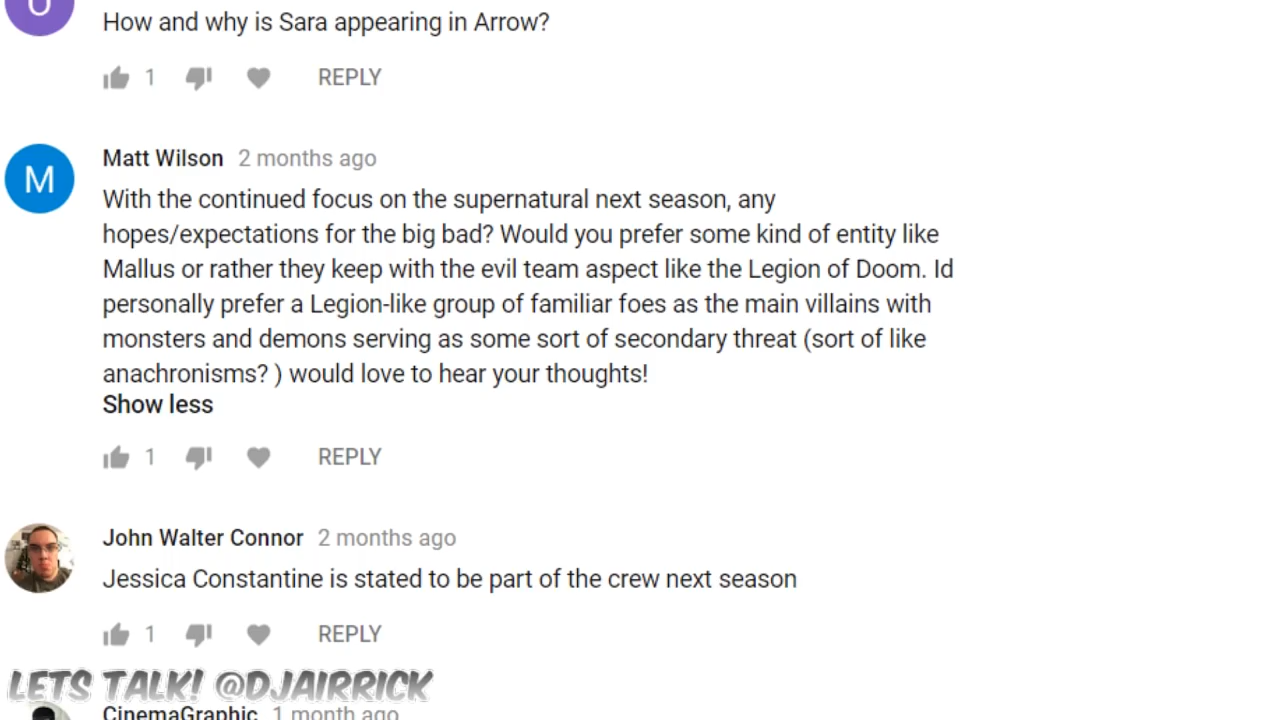 U
How and why is Sara appearing in Arrow?
1 REPLY
M
Matt Wilson 2 months ago
With the continued focus on the supernatural next season, any
hopes/expectations for the big bad? Would you prefer some kind of entity like
Mallus or rather they keep with the evil team aspect like the Legion of Doom. Id
personally prefer a Legion-like group of familiar foes as the main villains with
monsters and demons serving as some sort of secondary threat (sort of like
anachronisms? ) would love to hear your thoughts!
Show less
1 REPLY
John Walter Connor 2 months ago
Jessica Constantine is stated to be part of the crew next season
1 REPLY
LETS TALK! @DJAIRRICK
CinemaGraphic 1 month ago